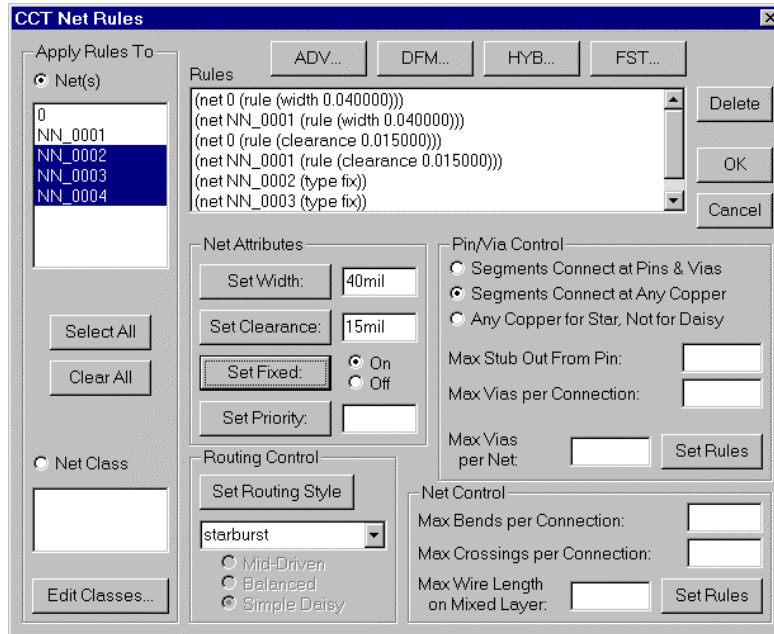 CCT Net Rules
Apply Rules To
Net(s)
0
NN_0001
NN_0002
NN_0003
NN_0004
Select All
Clear All
Net Class
Edit Classes...
ADV...
DFM...
HYB...
FST...
Rules
(net 0 (rule (width 0.040000)))
(net NN_0001 (rule (width 0.040000)))
(net 0 (rule (clearance 0.015000)))
(net NN_0001 (rule (clearance 0.015000)))
(net NN_0002 (type fix))
(net NN_0003 (type fix))
Delete
OK
Cancel
Net Attributes
Set Width: 40mil
Set Clearance: 15mil
Set Fixed: On
Off
Set Priority:
Routing Control
Set Routing Style
starburst
Mid-Driven
Balanced
Simple Daisy
Pin/Via Control
Segments Connect at Pins & Vias
Segments Connect at Any Copper
Any Copper for Star, Not for Daisy
Max Stub Out From Pin:
Max Vias per Connection:
Max Vias
per Net:
Set Rules
Net Control
Max Bends per Connection:
Max Crossings per Connection:
Max Wire Length
on Mixed Layer:
Set Rules